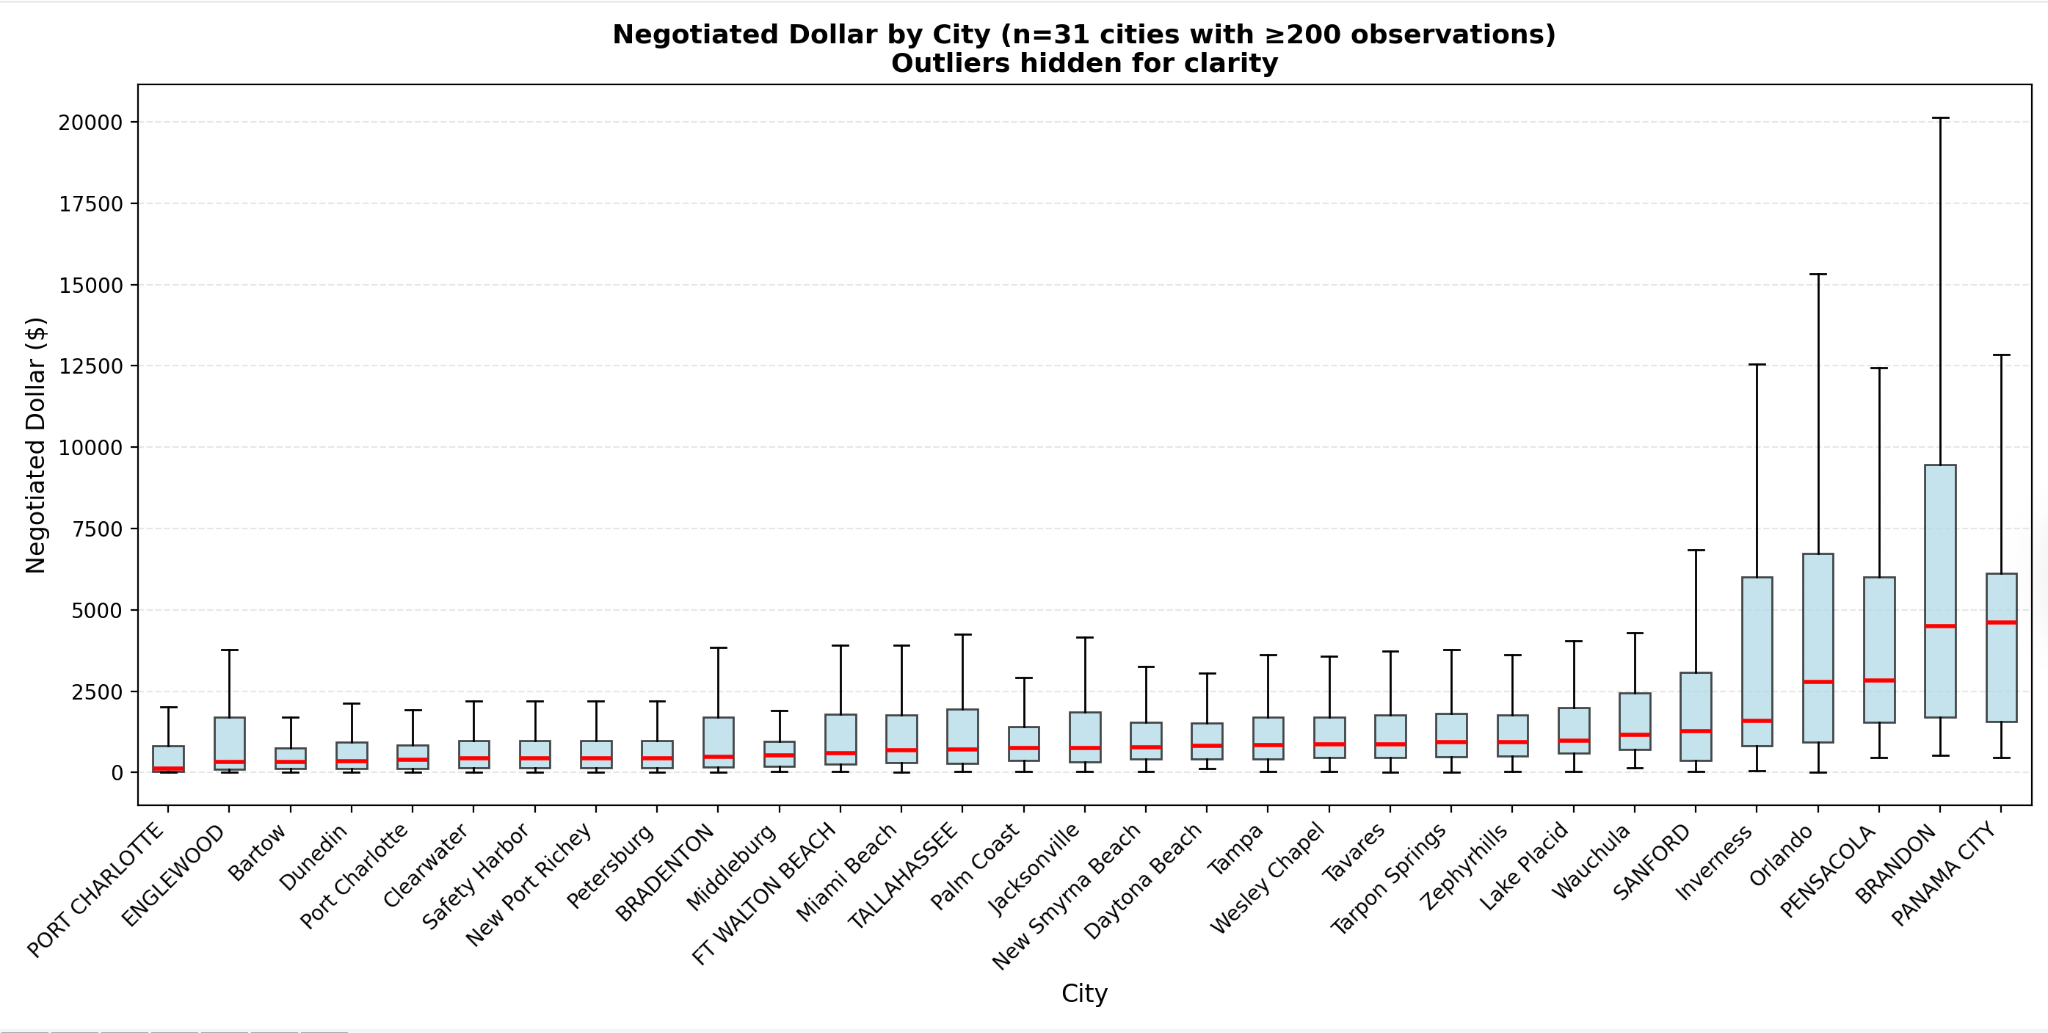 Negotiated Dollar by City (n=31 cities with ≥200 observations)
Outliers hidden for clarity
Negotiated Dollar ($)
20000
17500
15000
12500
10000
7500
5000
2500
0
PORT CHARLOTTE
ENGLEWOOD
Bartow
Dunedin
Port Charlotte
Clearwater
Safety Harbor
New Port Richey
Petersburg
BRADENTON
Middleburg
FT WALTON BEACH
Miami Beach
TALLAHASSEE
Palm Coast
Jacksonville
New Smyrna Beach
Daytona Beach
Tampa
Wesley Chapel
Tavares
Tarpon Springs
Zephyrhills
Lake Placid
Wauchula
SANFORD
Inverness
Orlando
PENSACOLA
BRANDON
PANAMA CITY
City